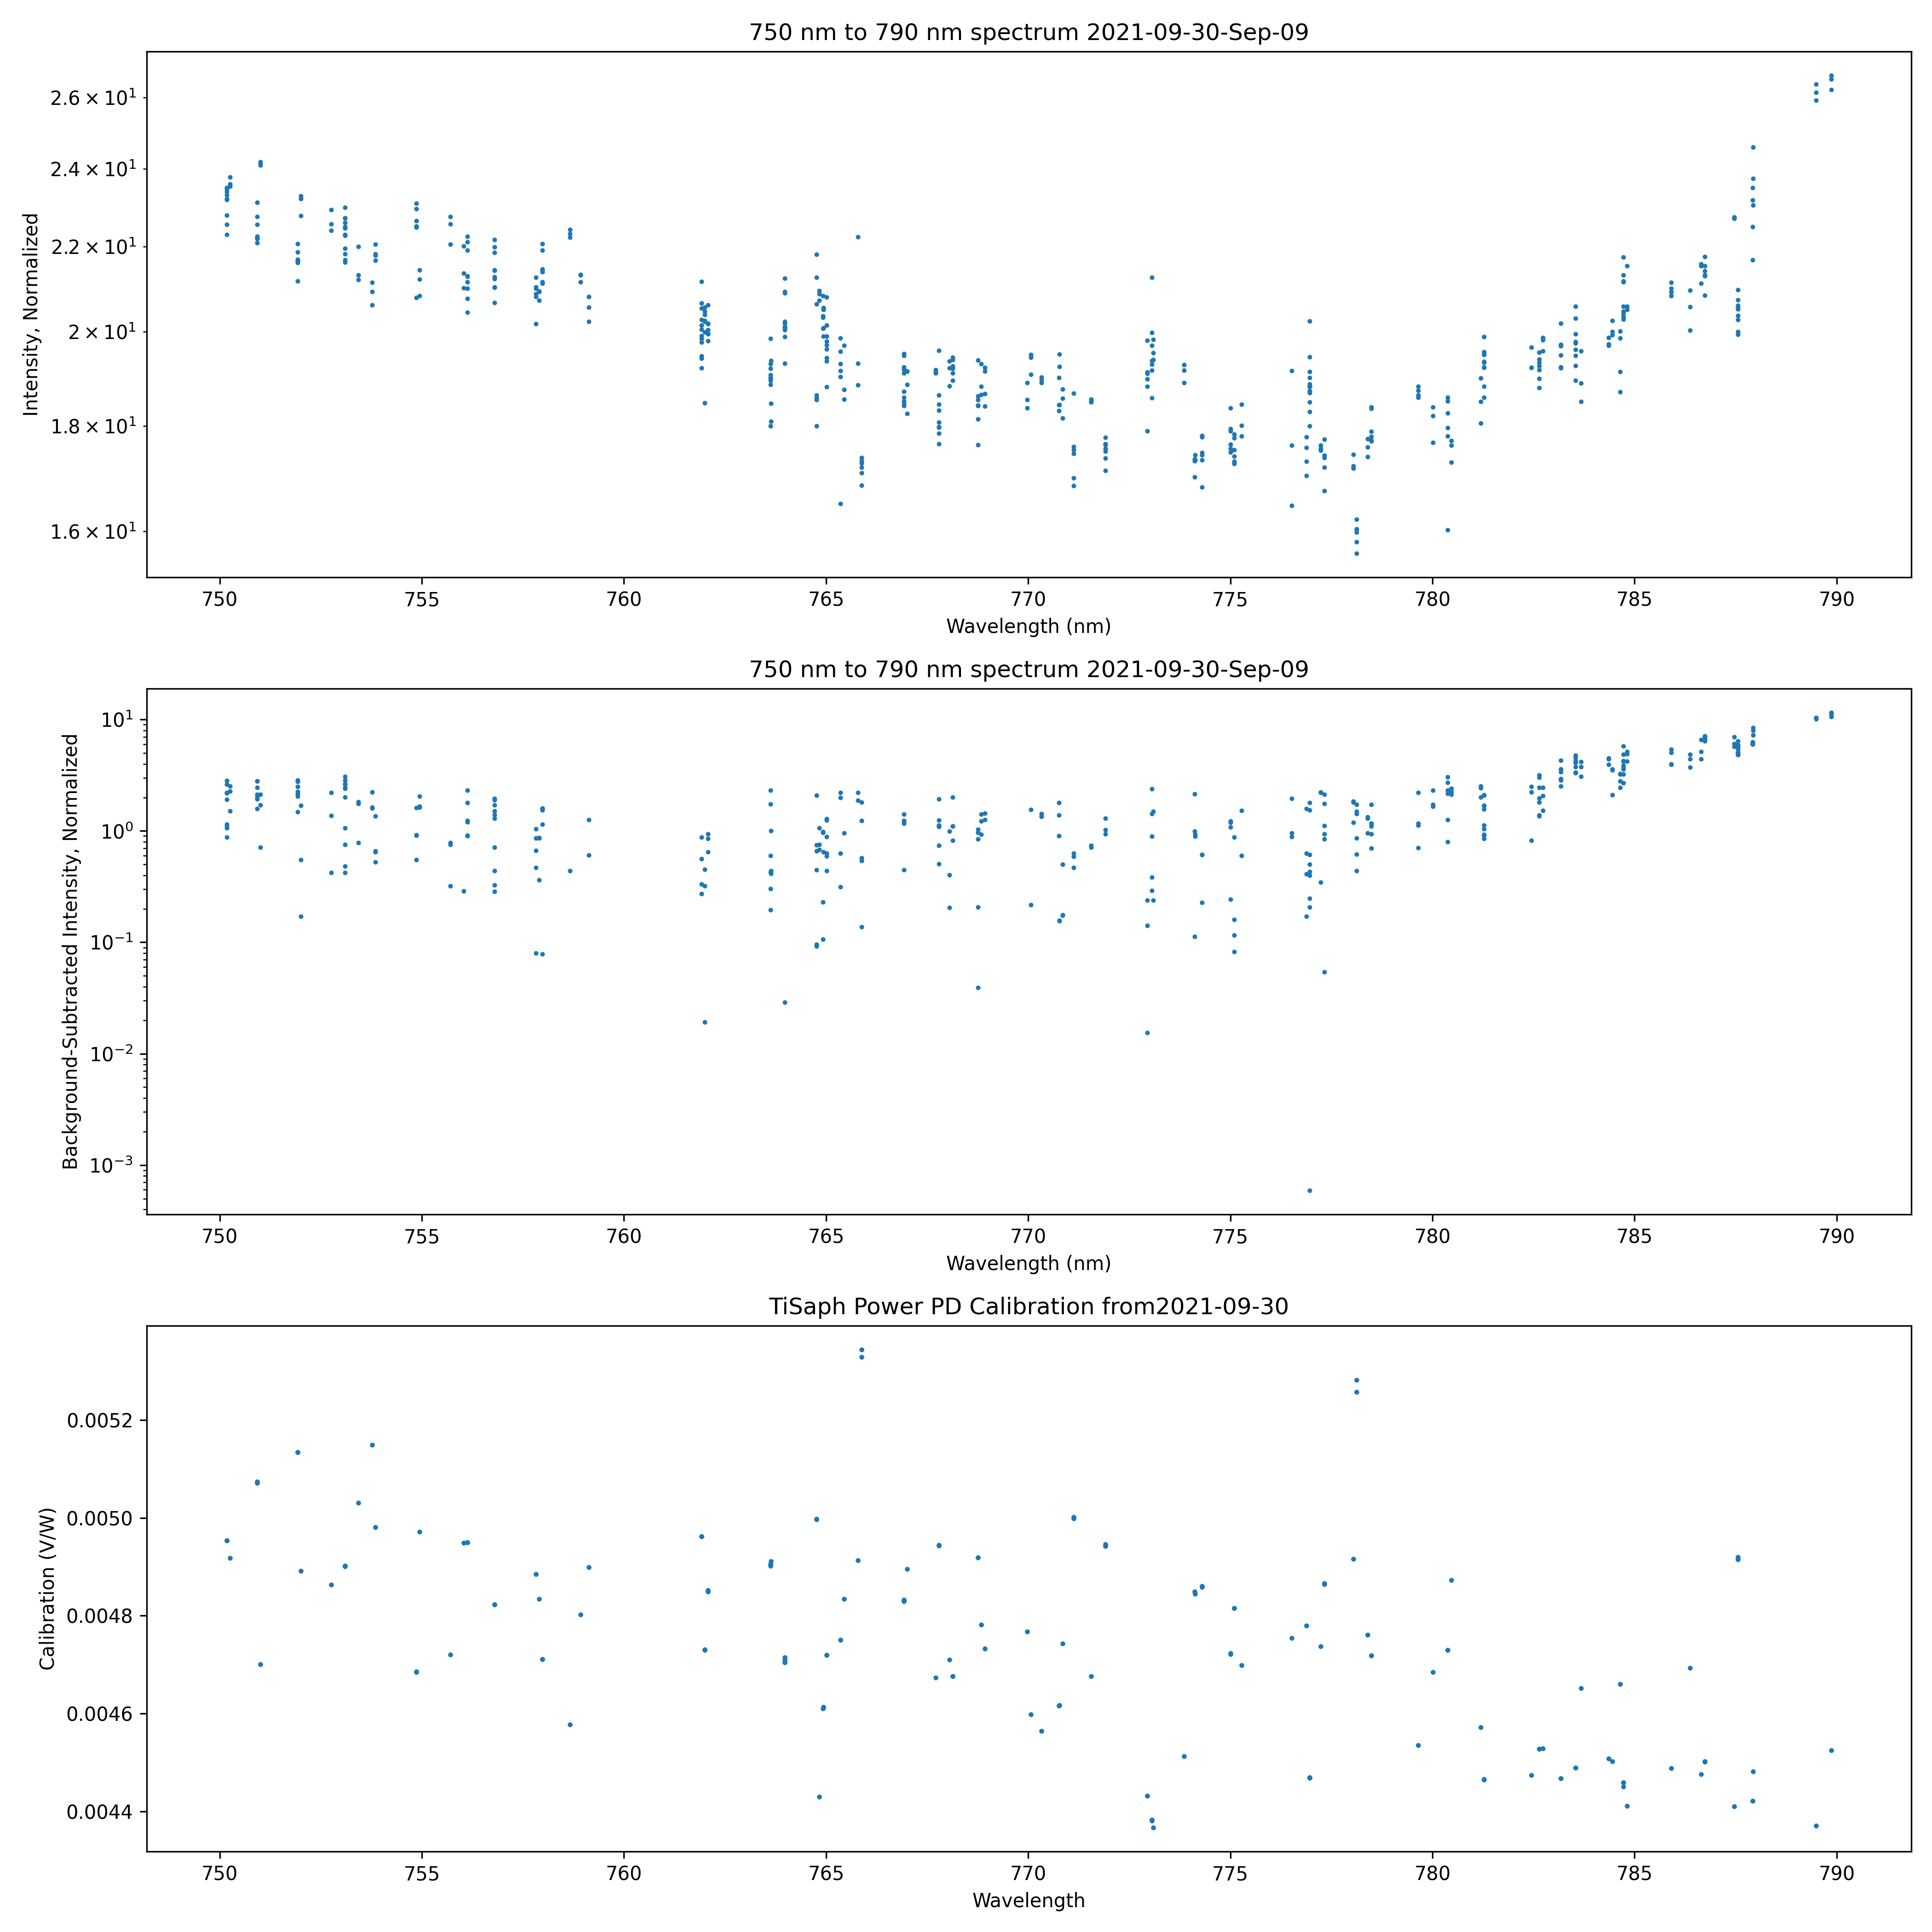 750 nm to 790 nm spectrum 2021-09-30-Sep-09
Intensity, Normalized
2.6 × 10¹
2.4 × 10¹
2.2 × 10¹
2 × 10¹
1.8 × 10¹
1.6 × 10¹
750 755 760 765 770 775 780 785 790
Wavelength (nm)
750 nm to 790 nm spectrum 2021-09-30-Sep-09
Background-Subtracted Intensity, Normalized
10¹
10⁰
10⁻¹
10⁻²
10⁻³
750 755 760 765 770 775 780 785 790
Wavelength (nm)
TiSaph Power PD Calibration from2021-09-30
Calibration (V/W)
0.0052
0.0050
0.0048
0.0046
0.0044
750 755 760 765 770 775 780 785 790
Wavelength